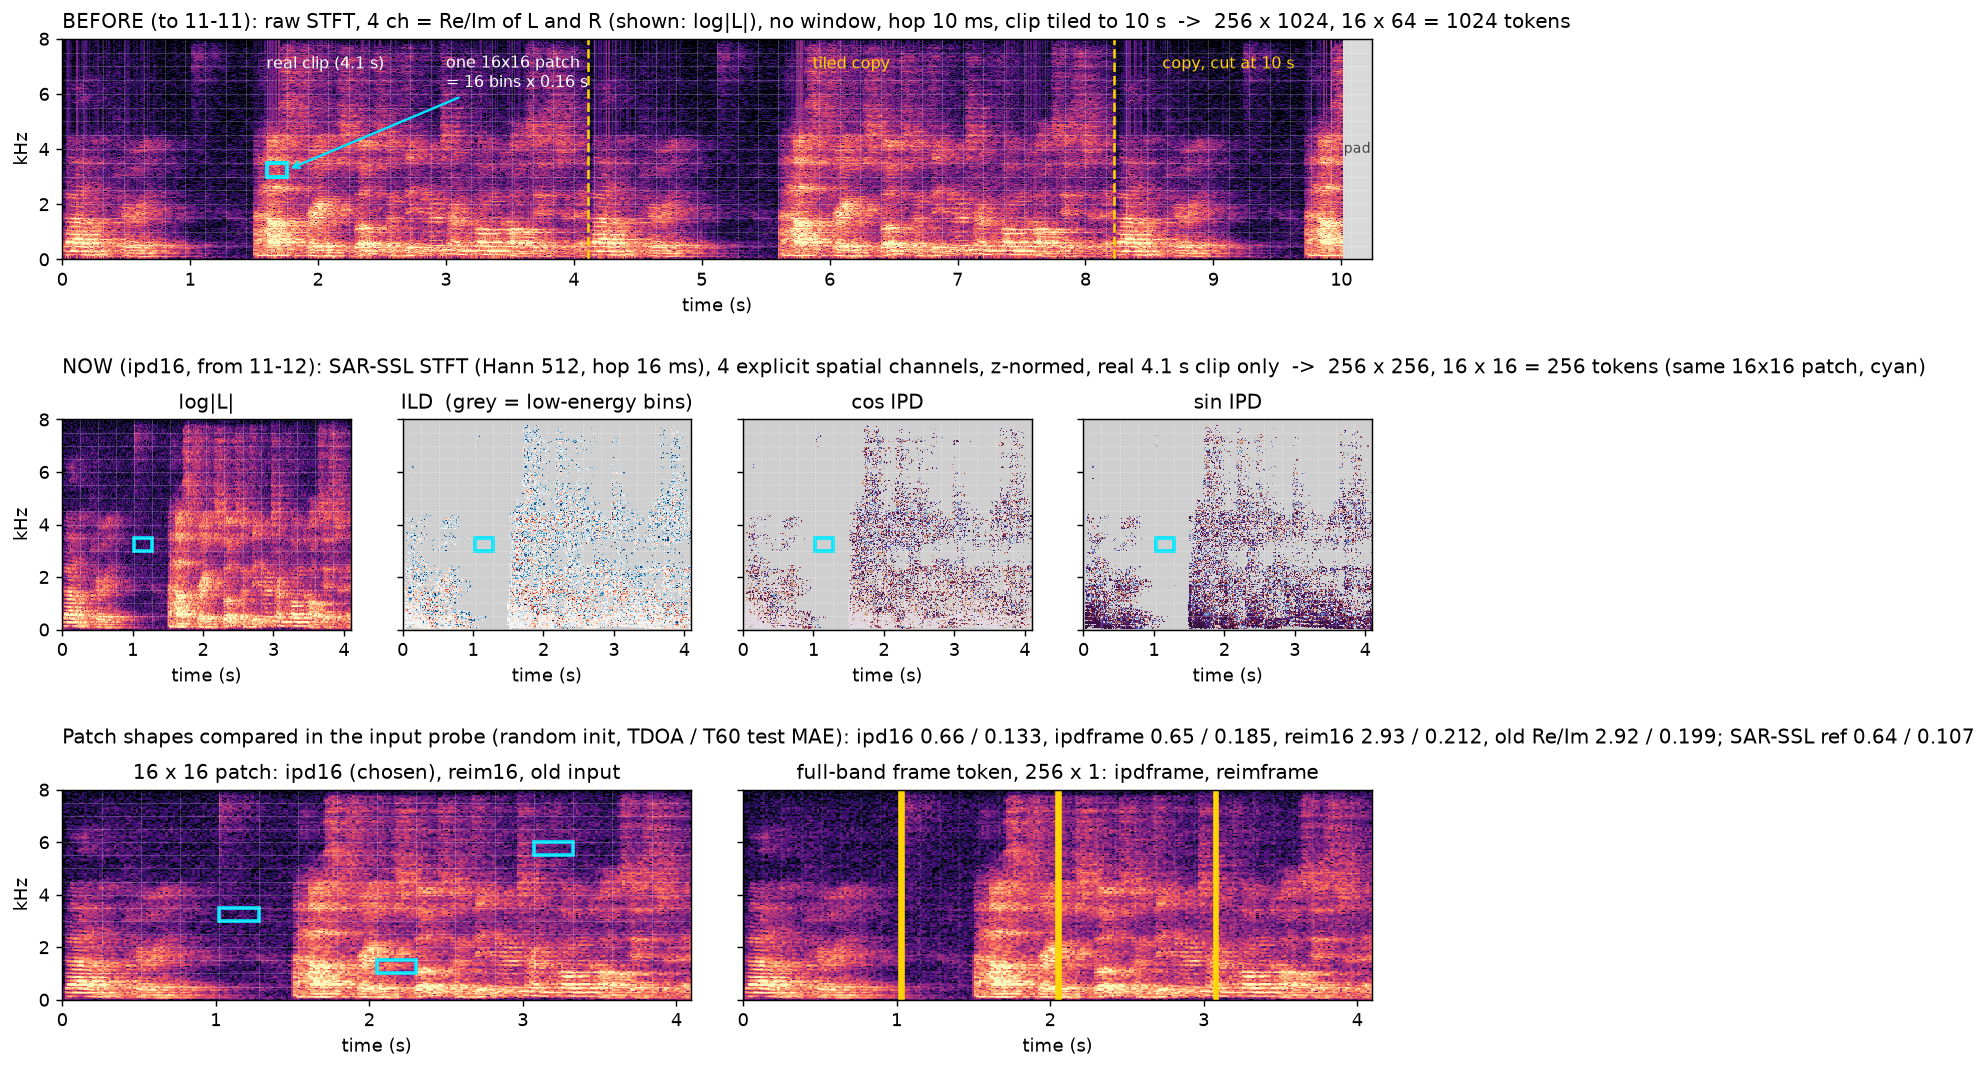 BEFORE (to 11-11): raw STFT, 4 ch = Re/Im of L and R (shown: log|L|), no window, hop 10 ms, clip tiled to 10 s  ->  256 x 1024, 16 x 64 = 1024 tokens
real clip (4.1 s)
one 16x16 patch
= 16 bins x 0.16 s
tiled copy
copy, cut at 10 s
pad
8
6
4
2
0
kHz
0 1 2 3 4 5 6 7 8 9 10
time (s)
NOW (ipd16, from 11-12): SAR-SSL STFT (Hann 512, hop 16 ms), 4 explicit spatial channels, z-normed, real 4.1 s clip only  ->  256 x 256, 16 x 16 = 256 tokens (same 16x16 patch, cyan)
log|L|
ILD  (grey = low-energy bins)
cos IPD
sin IPD
8
6
4
2
0
kHz
0 1 2 3 4
0 1 2 3 4
0 1 2 3 4
0 1 2 3 4
time (s)
time (s)
time (s)
time (s)
Patch shapes compared in the input probe (random init, TDOA / T60 test MAE): ipd16 0.66 / 0.133, ipdframe 0.65 / 0.185, reim16 2.93 / 0.212, old Re/Im 2.92 / 0.199; SAR-SSL ref 0.64 / 0.107
16 x 16 patch: ipd16 (chosen), reim16, old input
full-band frame token, 256 x 1: ipdframe, reimframe
8
6
4
2
0
kHz
0 1 2 3 4
0 1 2 3 4
time (s)
time (s)